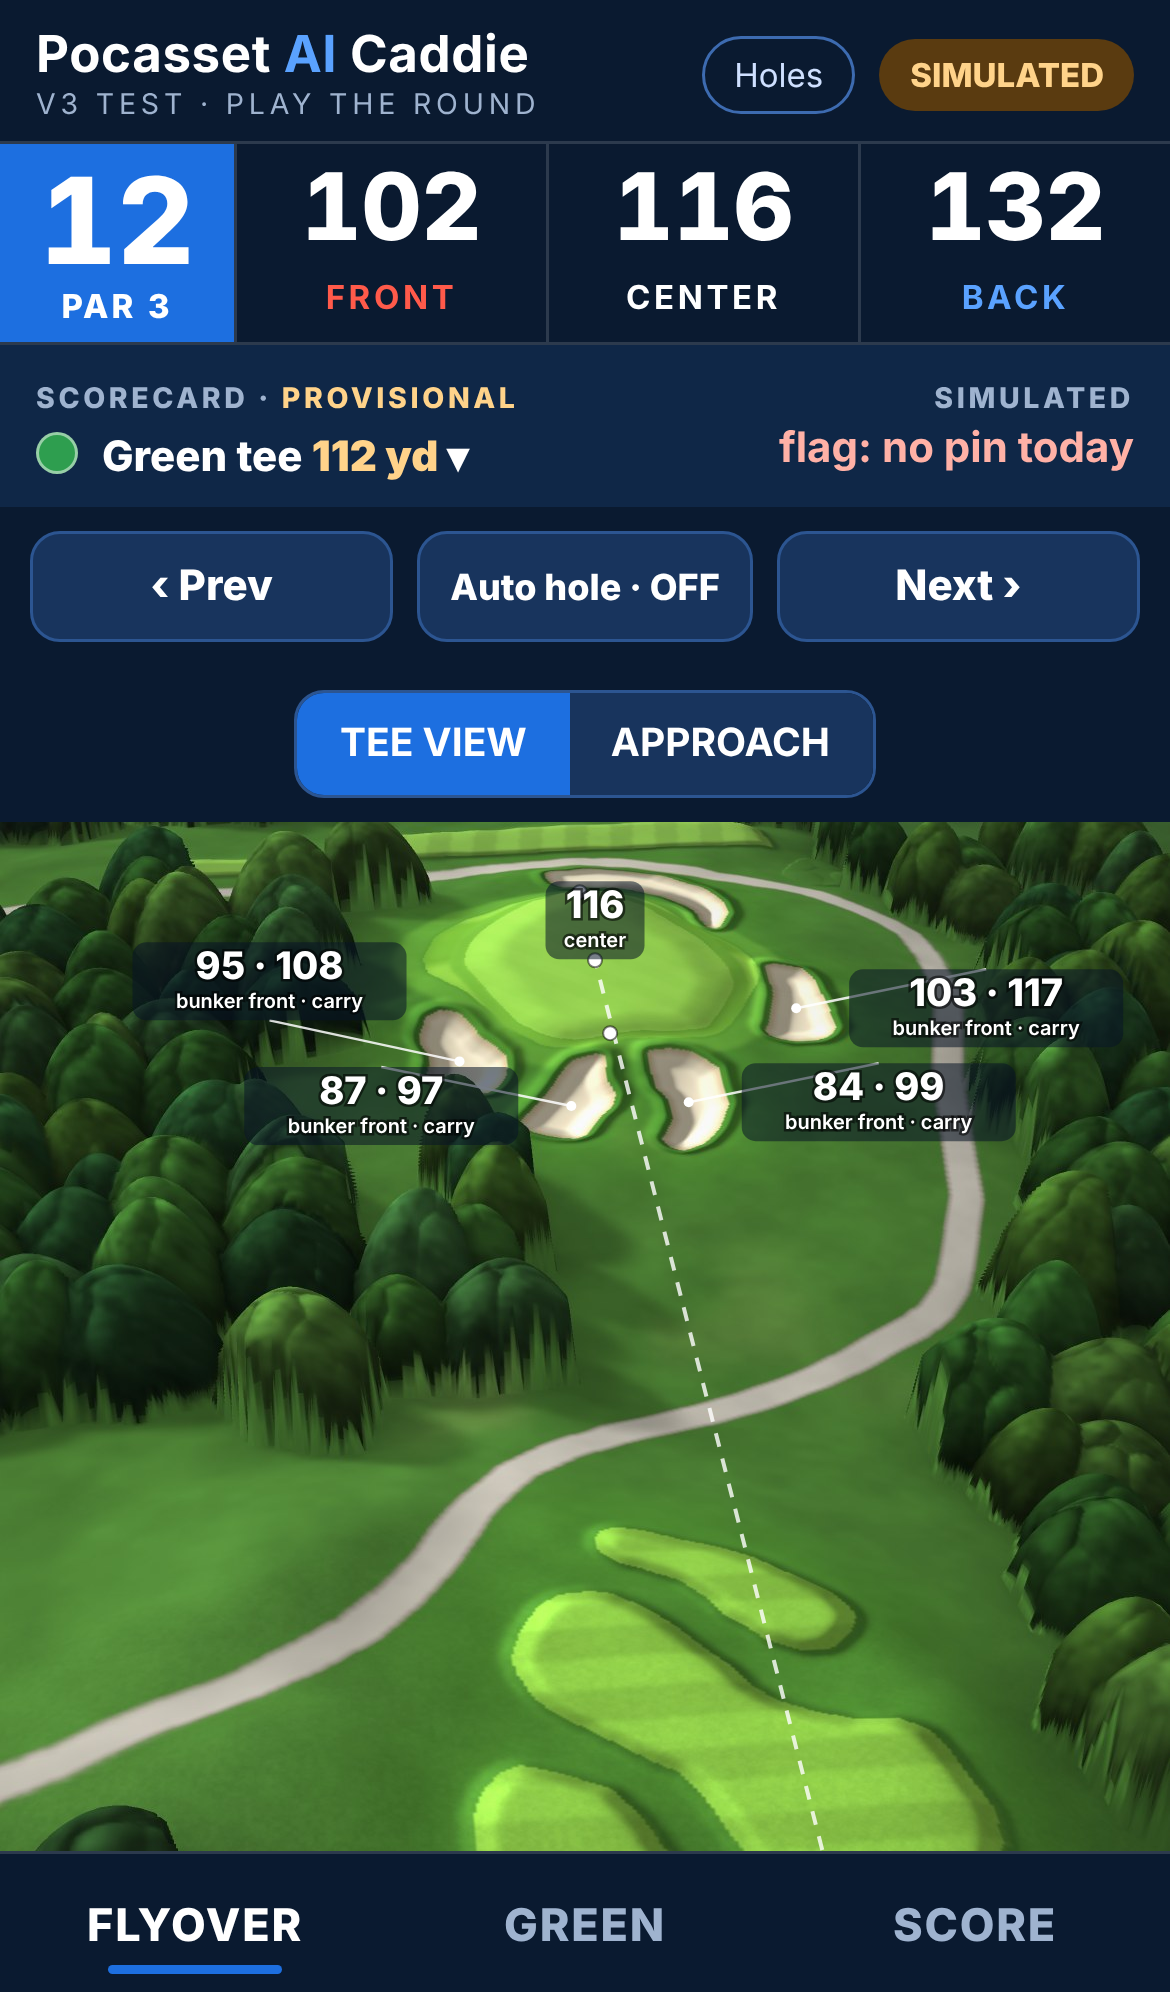 Pocasset AI Caddie
V3 TEST · PLAY THE ROUND
Holes
SIMULATED
12
PAR 3
102
FRONT
116
CENTER
132
BACK
SCORECARD · PROVISIONAL
Green tee 112 yd ▾
SIMULATED
flag: no pin today
‹ Prev
Auto hole · OFF
Next ›
TEE VIEW
APPROACH
116
center
95 · 108
bunker front · carry
103 · 117
bunker front · carry
87 · 97
bunker front · carry
84 · 99
bunker front · carry
FLYOVER
GREEN
SCORE